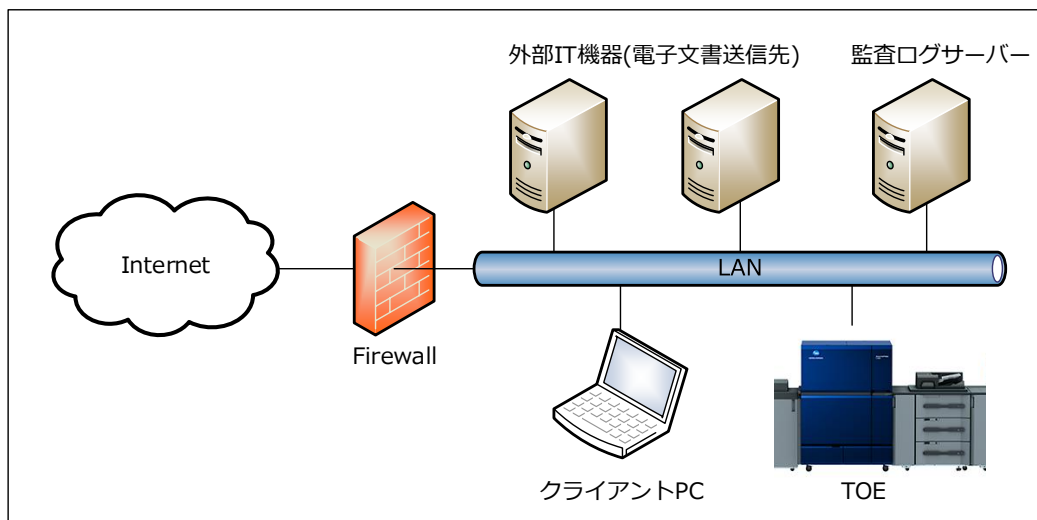 外部IT機器(電子文書送信先)
監査ログサーバー
Internet
LAN
Firewall
クライアントPC
TOE